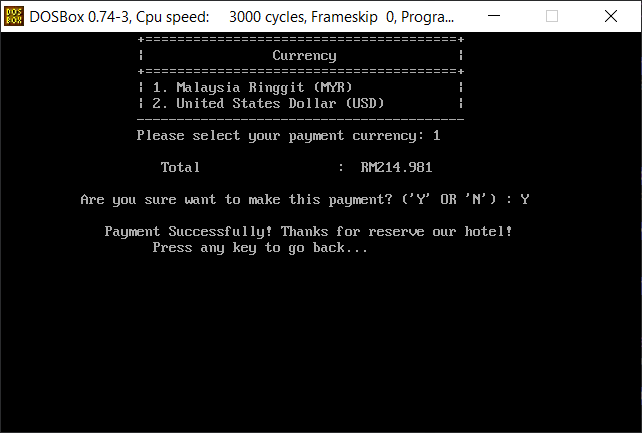 DOSBox 0.74-3, Cpu speed: 3000 cycles, Frameskip 0, Progra...
+=======================================+
¦ Currency ¦
+=======================================+
¦ 1. Malaysia Ringgit (MYR) ¦
¦ 2. United States Dollar (USD) ¦
-----------------------------------------
Please select your payment currency: 1
Total : RM214.981
Are you sure want to make this payment? ('Y' OR 'N') : Y
Payment Successfully! Thanks for reserve our hotel!
Press any key to go back...